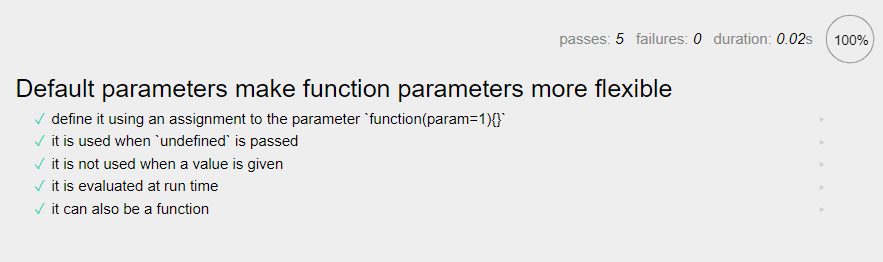 passes: 5 failures: 0 duration: 0.02s 100%
Default parameters make function parameters more flexible
✓ define it using an assignment to the parameter `function(param=1){}`
✓ it is used when `undefined` is passed
✓ it is not used when a value is given
✓ it is evaluated at run time
✓ it can also be a function